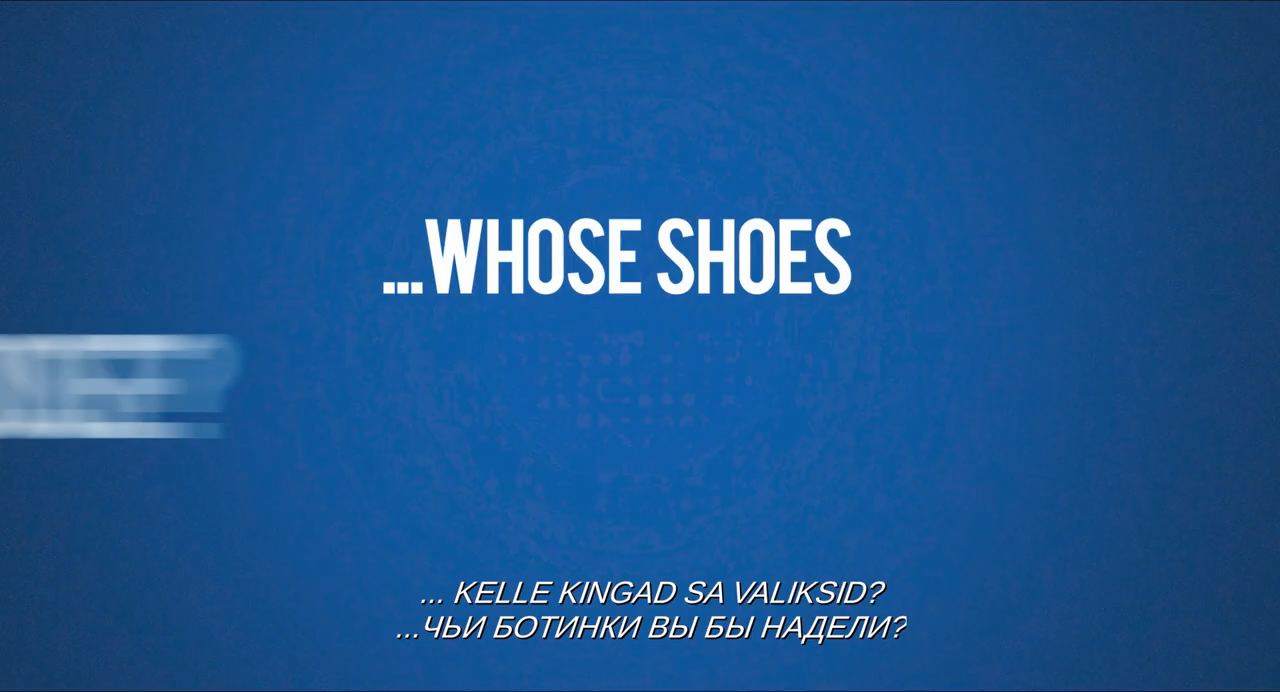 ...WHOSE SHOES
... KELLE KINGAD SA VALIKSID?
...ЧЬИ БОТИНКИ ВЫ БЫ НАДЕЛИ?